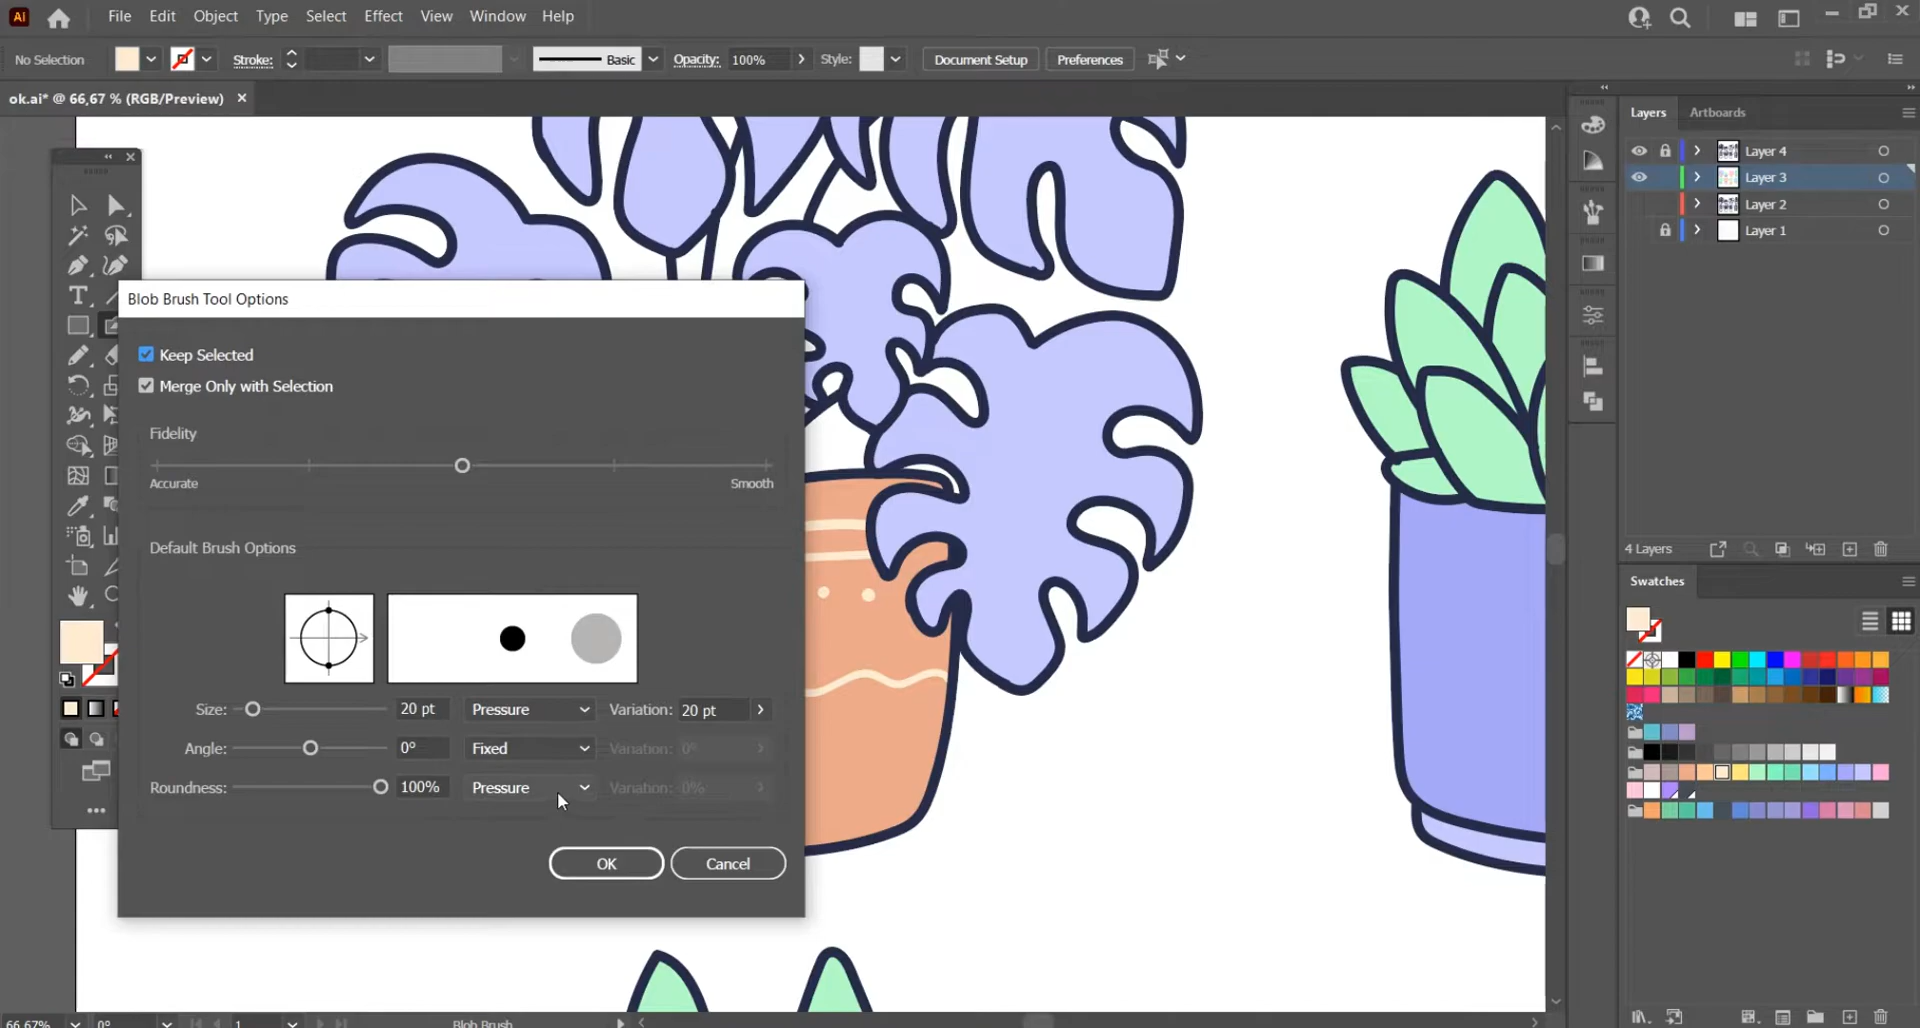 Ai File Edit Object Type Select Effect View Window Help
No Selection Stroke: Basic Opacity: 100% Style: Document Setup Preferences
ok.ai* @ 66,67 % (RGB/Preview)
Layers Artboards
Layer 4
Layer 3
Layer 2
Layer 1
T
Blob Brush Tool Options
Keep Selected
Merge Only with Selection
Fidelity
Accurate Smooth
Default Brush Options
4 Layers
Swatches
Size: 20 pt Pressure Variation: 20 pt
Angle: 0° Fixed Variation: 0°
Roundness: 100% Pressure Variation: 0%
OK Cancel
66,67% 0° 1 Blob Brush